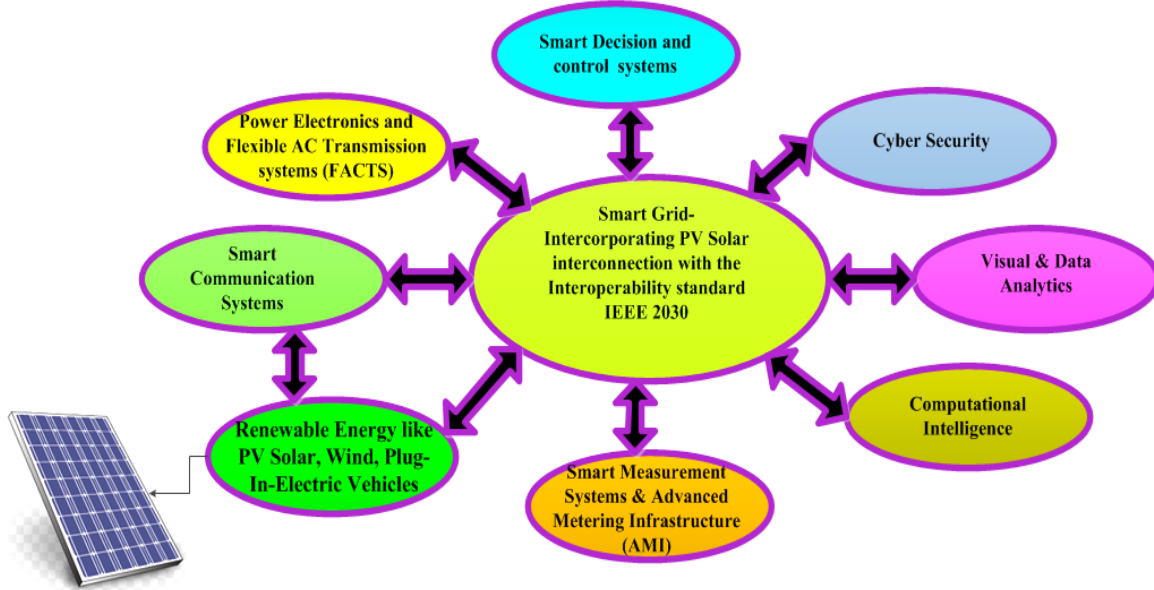 Smart Decision and
control systems
Power Electronics and
Flexible AC Transmission
systems (FACTS)
Cyber Security
Smart Grid-
Intercorporating PV Solar
interconnection with the
Interoperability standard
IEEE 2030
Smart
Communication
Systems
Visual & Data
Analytics
Renewable Energy like
PV Solar, Wind, Plug-
In-Electric Vehicles
Computational
Intelligence
Smart Measurement
Systems & Advanced
Metering Infrastructure
(AMI)